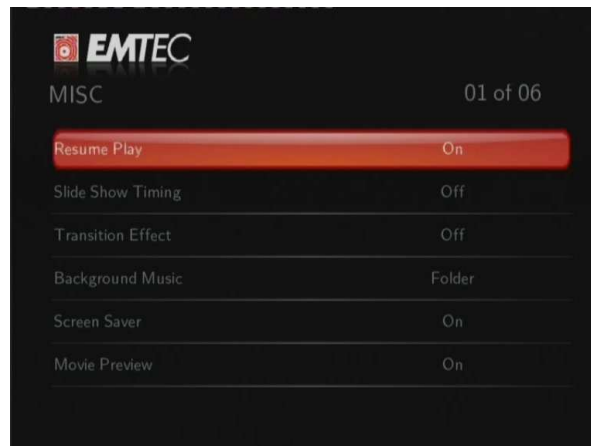 EMTEC
MISC 01 of 06
Resume Play On
Slide Show Timing Off
Transition Effect Off
Background Music Folder
Screen Saver On
Movie Preview On